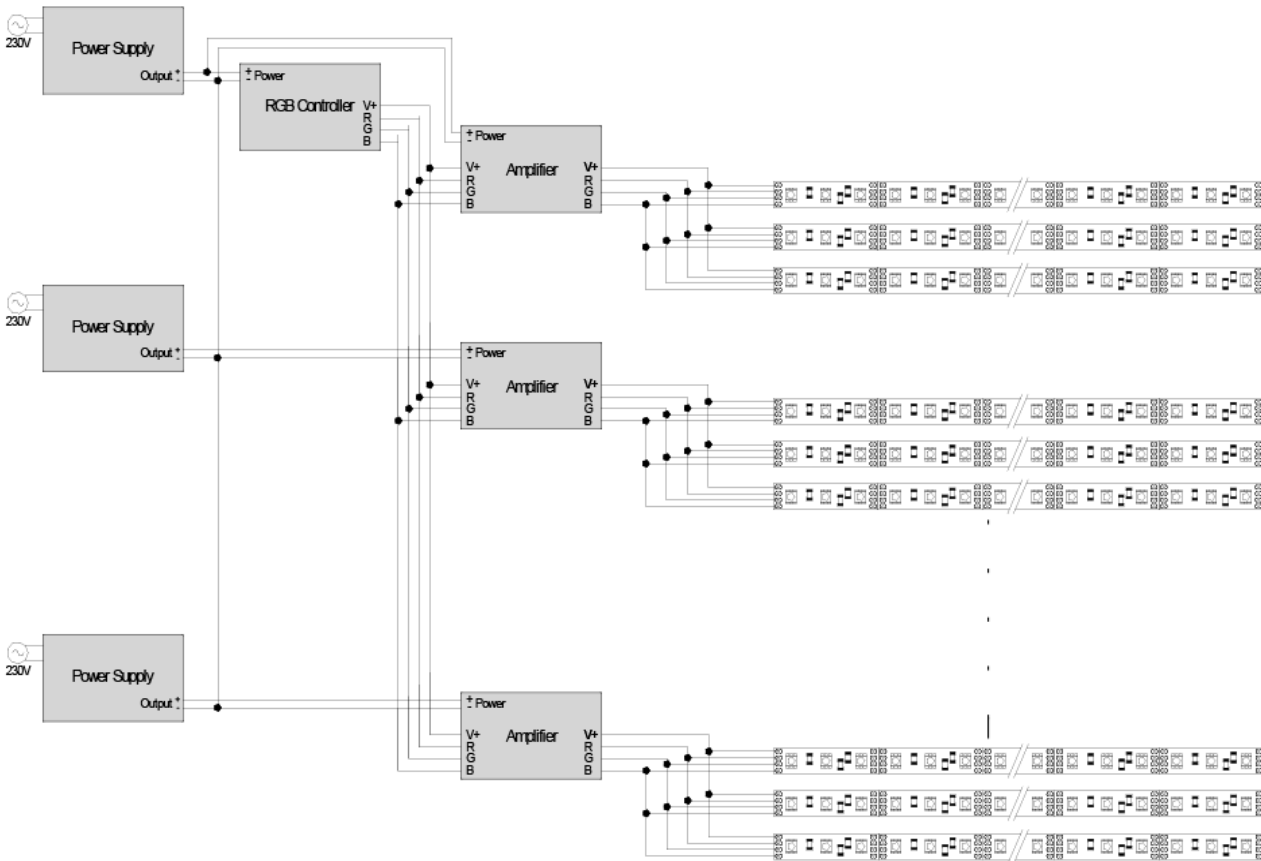 230V
Power Supply
Output +
-
+ Power
-
RGB Controller
V+
R
G
B
+ Power
-
Amplifier
V+
R
G
B
V+
R
G
B
230V
Power Supply
Output +
-
+ Power
-
Amplifier
V+
R
G
B
V+
R
G
B
230V
Power Supply
Output +
-
+ Power
-
Amplifier
V+
R
G
B
V+
R
G
B